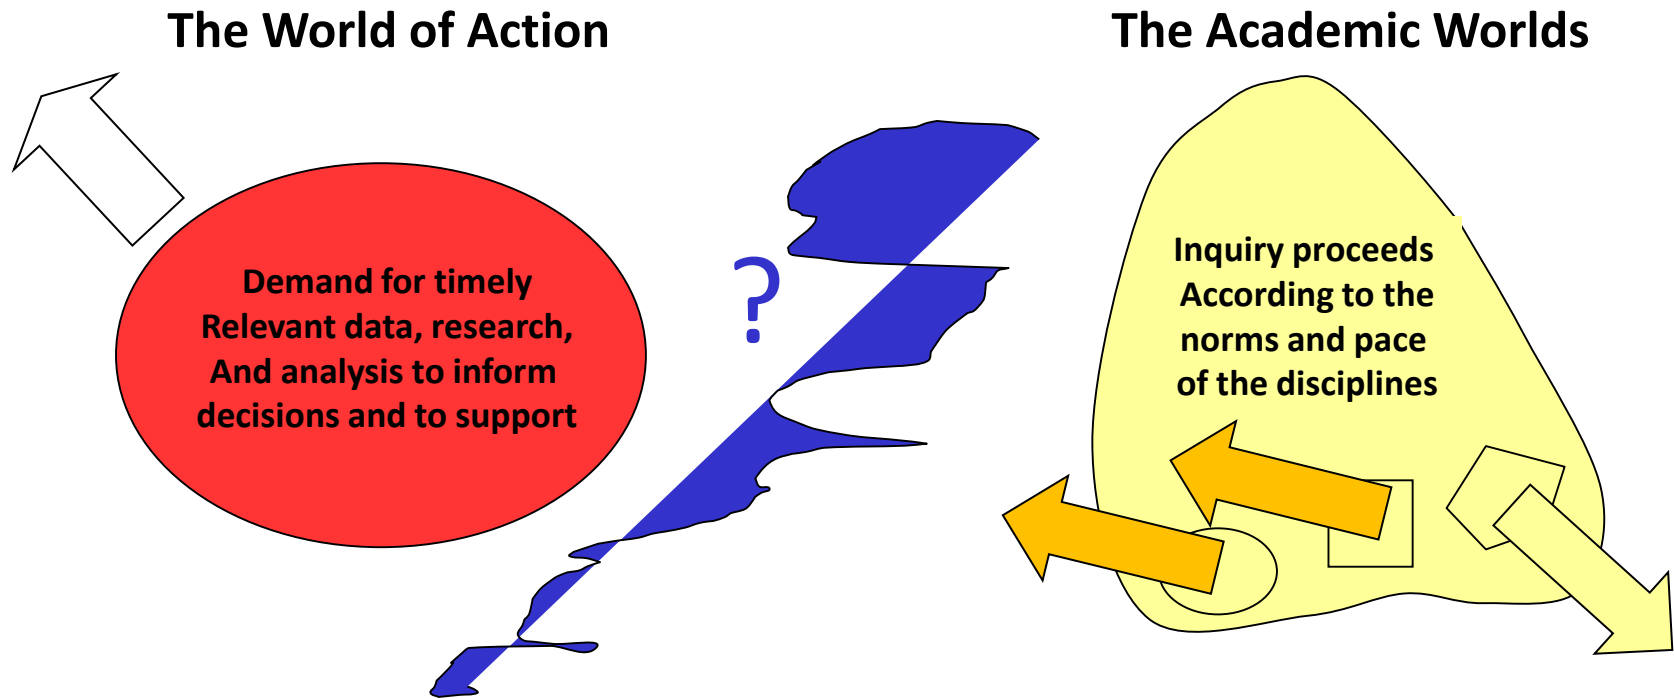 The World of Action
The Academic Worlds
Demand for timely
Relevant data, research,
And analysis to inform
decisions and to support
?
Inquiry proceeds
According to the
norms and pace
of the disciplines